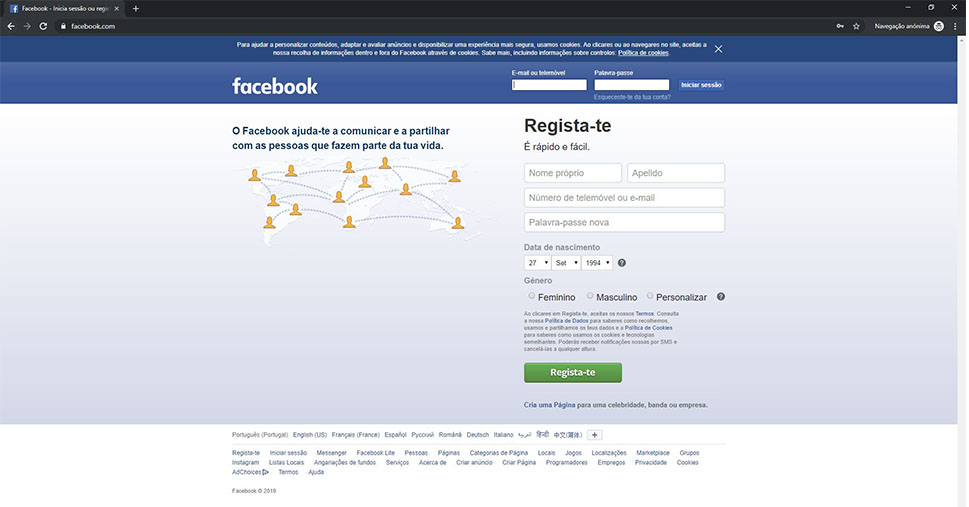 Facebook - Inicia sessão ou regis
facebook.com
Navegação anónima
Para ajudar a personalizar conteúdos, adaptar e avaliar anúncios e disponibilizar uma experiência mais segura, usamos cookies. Ao clicares ou ao navegares no site, aceitas a
nossa recolha de informações dentro e fora do Facebook através de cookies. Sabe mais, incluindo informações sobre controlos: Política de cookies.
facebook
E-mail ou telemóvel
Palavra-passe
Iniciar sessão
Esqueceste-te da tua conta?
O Facebook ajuda-te a comunicar e a partilhar
com as pessoas que fazem parte da tua vida.
Regista-te
É rápido e fácil.
Nome próprio
Apelido
Número de telemóvel ou e-mail
Palavra-passe nova
Data de nascimento
27 Set 1994 ?
Género
Feminino Masculino Personalizar ?
Ao clicares em Regista-te, aceitas os nossos Termos. Consulta
a nossa Política de Dados para saberes como recolhemos,
usamos e partilhamos os teus dados e a Política de Cookies
para saberes como usamos os cookies e tecnologias
semelhantes. Poderás receber notificações nossas por SMS e
cancelá-las a qualquer altura.
Regista-te
Cria uma Página para uma celebridade, banda ou empresa.
Português (Portugal) English (US) Français (France) Español Русский Română Deutsch Italiano العربية हिन्दी 中文(简体) +
Regista-te Iniciar sessão Messenger Facebook Lite Pessoas Páginas Categorias de Página Locais Jogos Localizações Marketplace Grupos
Instagram Listas Locais Angariações de fundos Serviços Acerca de Criar anúncio Criar Página Programadores Empregos Privacidade Cookies
AdChoices Termos Ajuda
Facebook © 2019